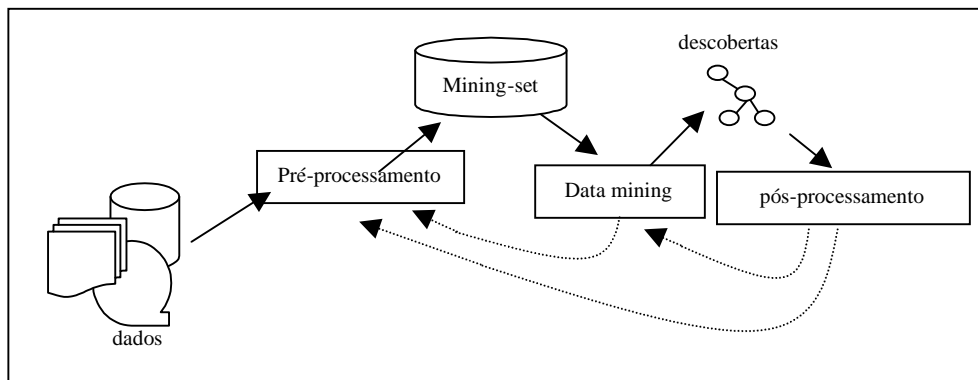 descobertas
Mining-set
Pré-processamento
Data mining
pós-processamento
dados